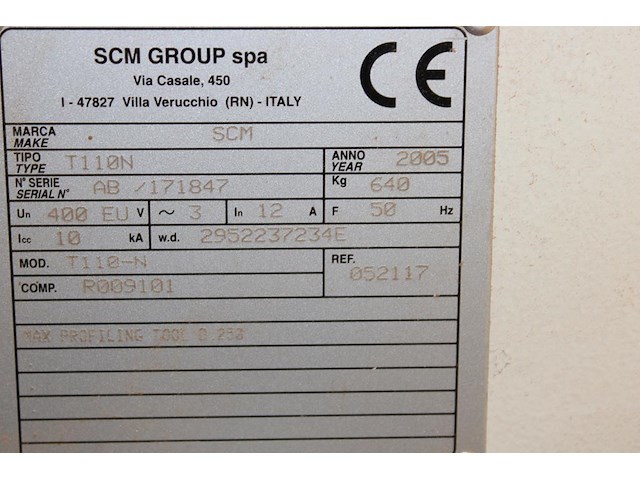 SCM GROUP spa
Via Casale, 450
I - 47827 Villa Verucchio (RN) - ITALY
CE
MARCA MAKE SCM
TIPO TYPE T110N ANNO YEAR 2005
N° SERIE SERIAL N° AB /171847 Kg 640
Un 400 EU V ~ 3 In 12 A F 50 Hz
Icc 10 kA w.d. 2952237234E
MOD. T110-N REF. 052117
COMP. R009101
MAX PROFILING TOOL D.250